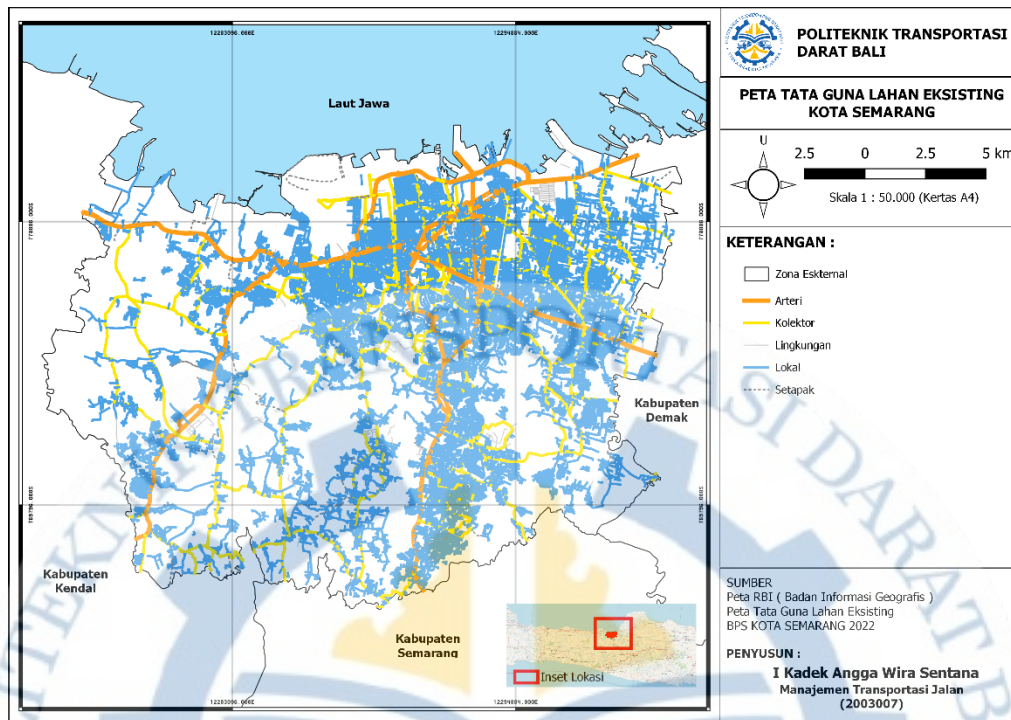 POLITEKNIK TRANSPORTASI
DARAT BALI
PETA TATA GUNA LAHAN EKSISTING
KOTA SEMARANG
U
2.5 0 2.5 5 km
Skala 1 : 50.000 (Kertas A4)
KETERANGAN :
Zona Eskternal
Arteri
Kolektor
Lingkungan
Lokal
Setapak
SUMBER
Peta RBI ( Badan Informasi Geografis )
Peta Tata Guna Lahan Eksisting
BPS KOTA SEMARANG 2022
PENYUSUN :
I Kadek Angga Wira Sentana
Manajemen Transportasi Jalan
(2003007)
Laut Jawa
Kabupaten
Demak
Kabupaten
Kendal
Kabupaten
Semarang
Inset Lokasi